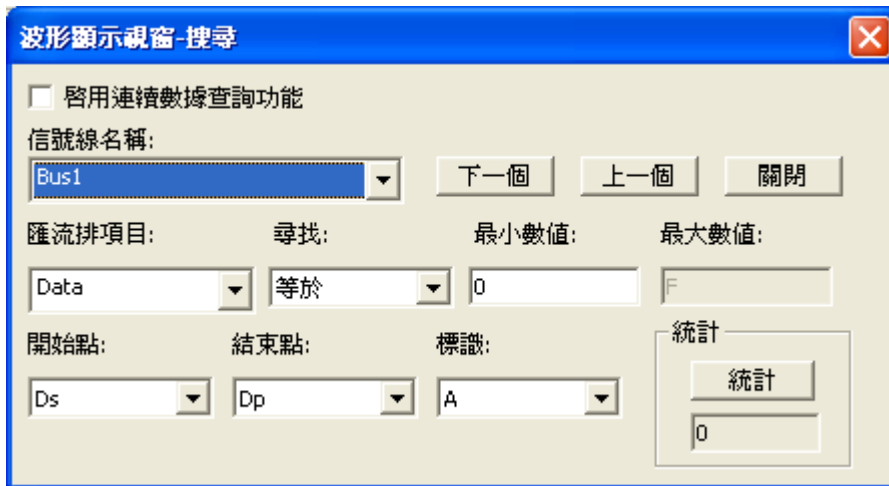 波形顯示視窗-搜尋
啓用連續數據查詢功能
信號線名稱:
Bus1 下一個 上一個 關閉
匯流排項目: 尋找: 最小數值: 最大數值:
Data 等於 0 F
開始點: 結束點: 標識: 統計
Ds Dp A 統計
0